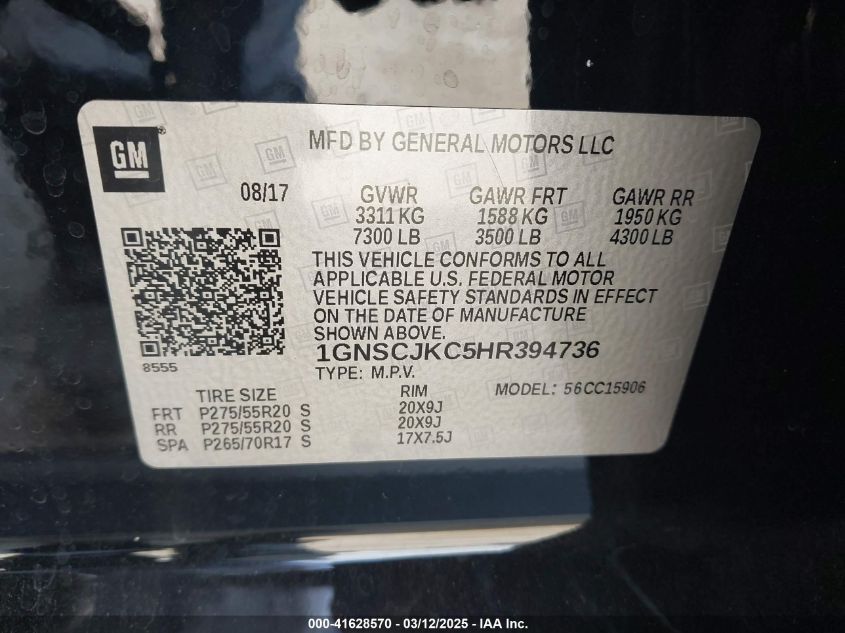 GM
MFD BY GENERAL MOTORS LLC
08/17 GVWR GAWR FRT GAWR RR
3311 KG 1588 KG 1950 KG
7300 LB 3500 LB 4300 LB
THIS VEHICLE CONFORMS TO ALL
APPLICABLE U.S. FEDERAL MOTOR
VEHICLE SAFETY STANDARDS IN EFFECT
ON THE DATE OF MANUFACTURE
SHOWN ABOVE.
1GNSCJKC5HR394736
8555
TYPE: M.P.V. MODEL: 56CC15906
TIRE SIZE RIM
FRT P275/55R20 S 20X9J
RR P275/55R20 S 20X9J
SPA P265/70R17 S 17X7.5J
000-41628570 - 03/12/2025 - IAA Inc.